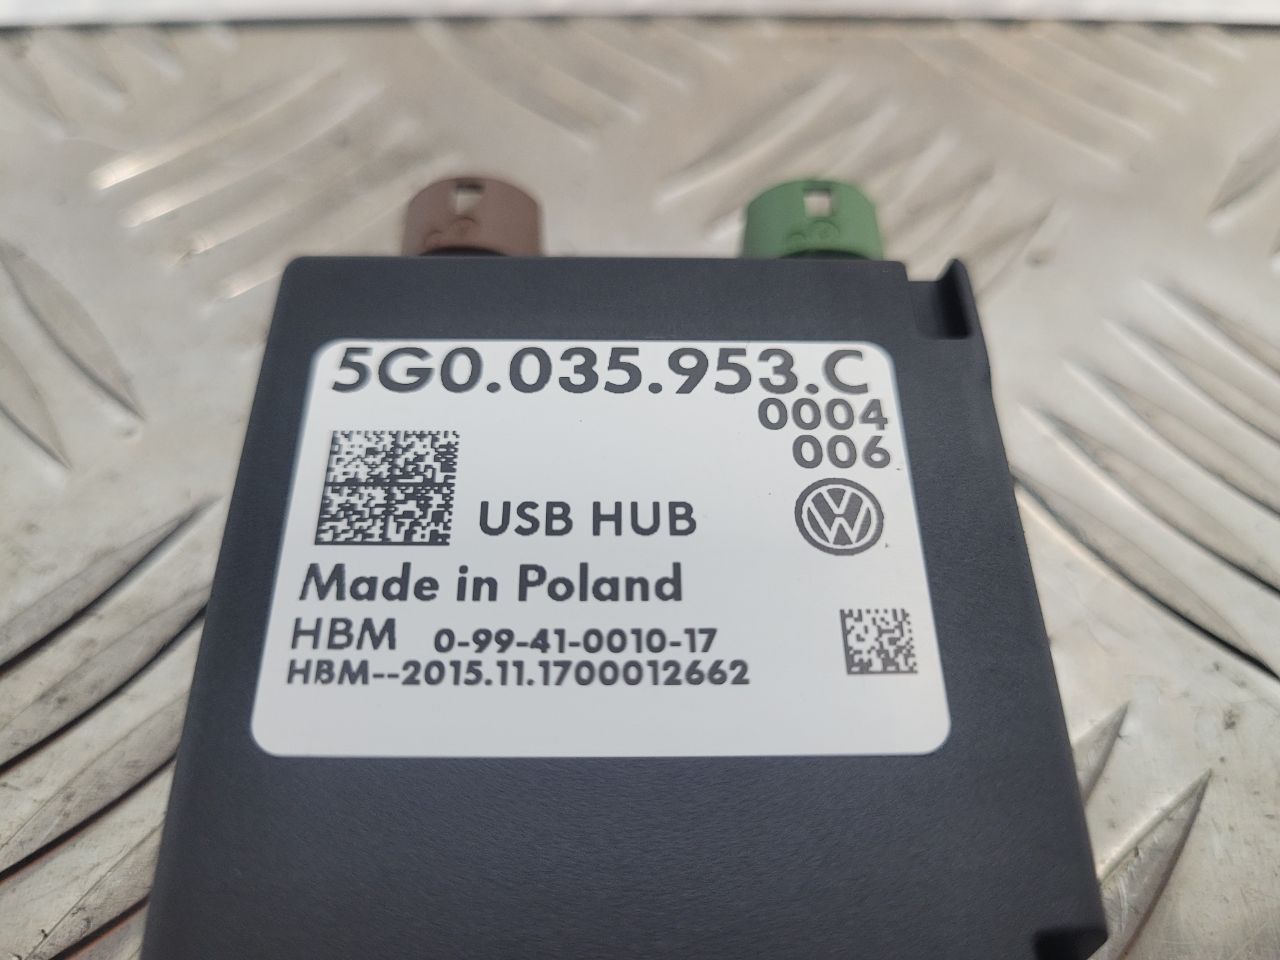 5G0.035.953.C
0004
006
USB HUB
Made in Poland
HBM 0-99-41-0010-17
HBM--2015.11.1700012662